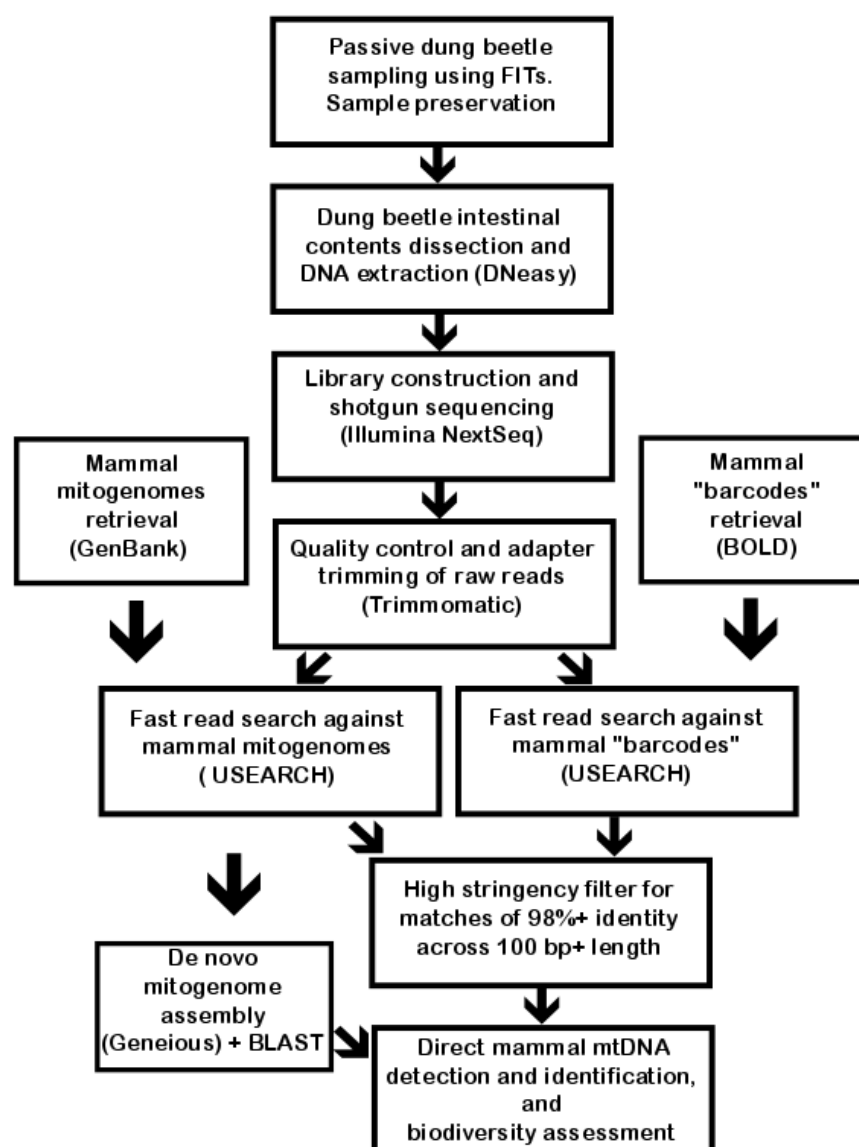 Passive dung beetle
sampling using FITs.
Sample preservation
Dung beetle intestinal
contents dissection and
DNA extraction (DNeasy)
Library construction and
shotgun sequencing
(Illumina NextSeq)
Mammal
mitogenomes
retrieval
(GenBank)
Mammal
"barcodes"
retrieval
(BOLD)
Quality control and adapter
trimming of raw reads
(Trimmomatic)
Fast read search against
mammal mitogenomes
( USEARCH)
Fast read search against
mammal "barcodes"
(USEARCH)
High stringency filter for
matches of 98%+ identity
across 100 bp+ length
De novo
mitogenome
assembly
(Geneious) + BLAST
Direct mammal mtDNA
detection and identification,
and
biodiversity assessment